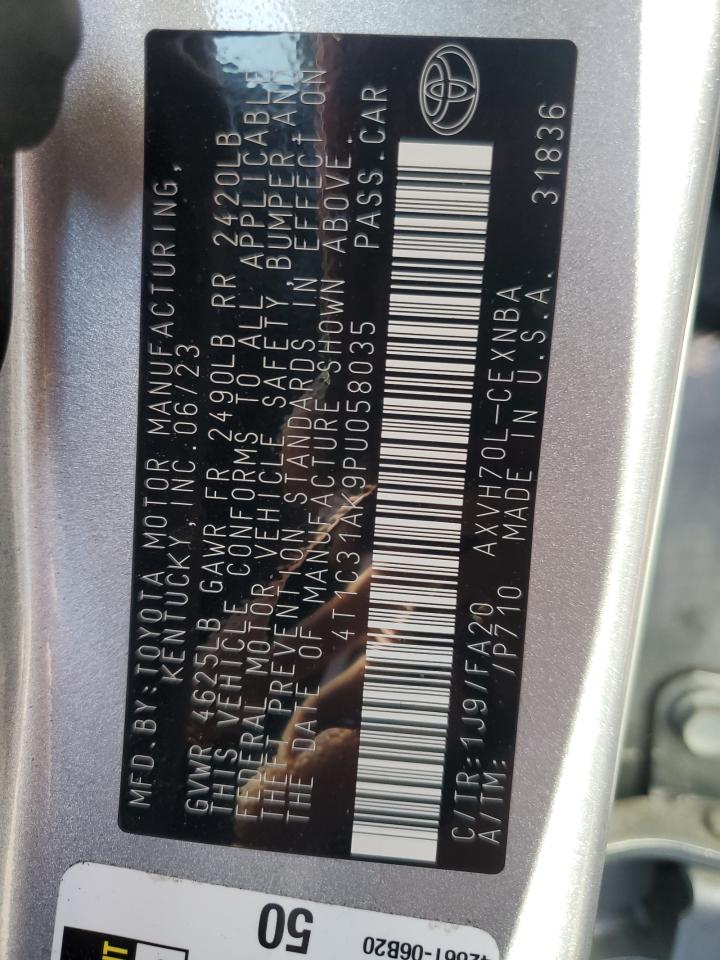 MFD.BY:TOYOTA MOTOR MANUFACTURING,
KENTUCKY,INC.06/23
GVWR 4625LB GAWR FR 2490LB RR 2420LB
THIS VEHICLE CONFORMS TO ALL APPLICABLE
FEDERAL MOTOR VEHICLE SAFETY, BUMPER AND
THEFT PREVENTION STANDARDS IN EFFECT ON
THE DATE OF MANUFACTURE SHOWN ABOVE.
4T1C31AK9PU058035 PASS.CAR
C/TR:1J9/FA20 AXVH70L-CEXNBA 31836
A/TM: /P710 MADE IN U.S.A.
50
42661-06B20